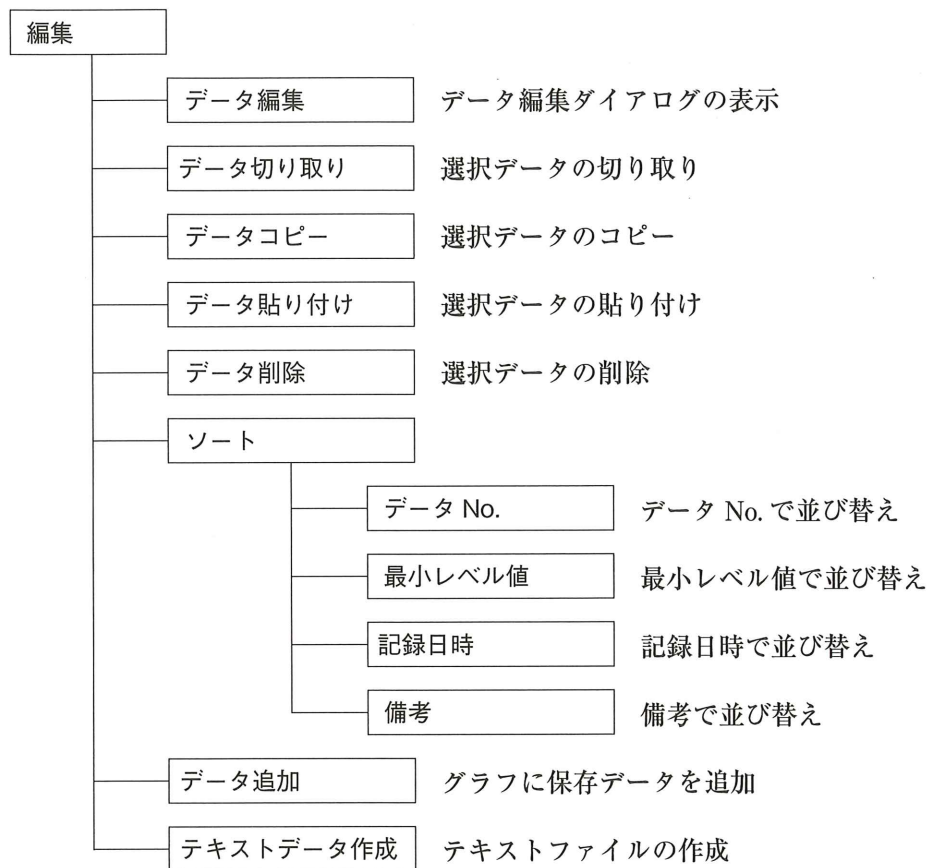 編集
データ編集 データ編集ダイアログの表示
データ切り取り 選択データの切り取り
データコピー 選択データのコピー
データ貼り付け 選択データの貼り付け
データ削除 選択データの削除
ソート
データ No. データ No. で並び替え
最小レベル値 最小レベル値で並び替え
記録日時 記録日時で並び替え
備考 備考で並び替え
データ追加 グラフに保存データを追加
テキストデータ作成 テキストファイルの作成